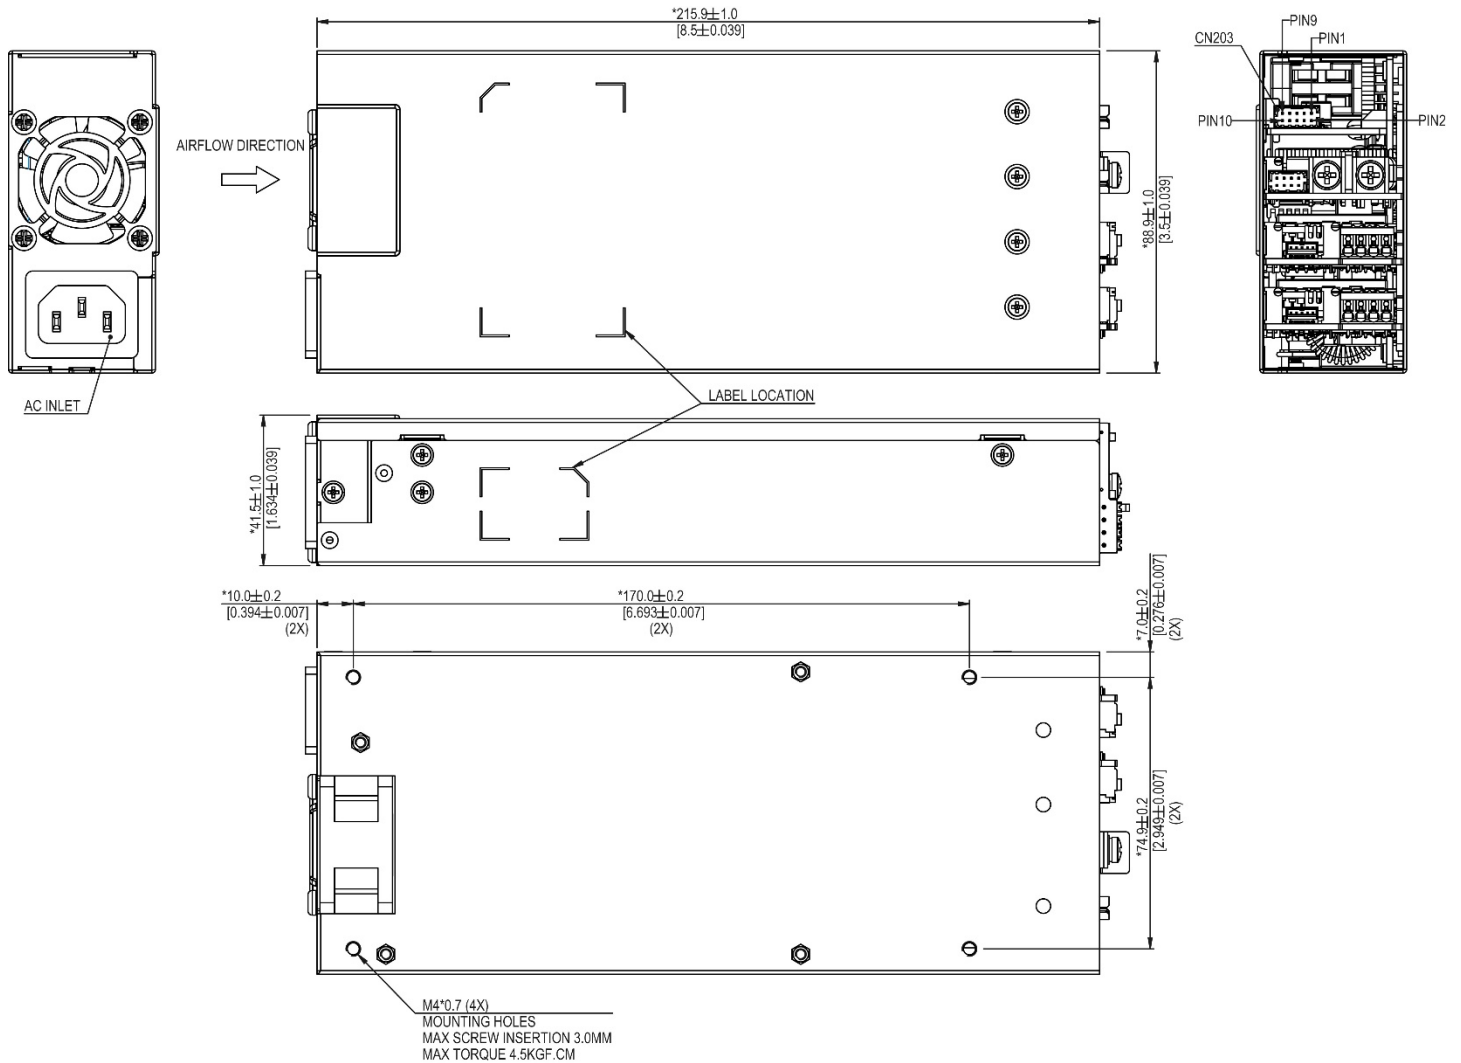 *215.9±1.0
[8.5±0.039]
PIN9
CN203
PIN1
PIN10
PIN2
AIRFLOW DIRECTION
*88.9±1.0
[3.5±0.039]
AC INLET
LABEL LOCATION
*41.5±1.0
[1.634±0.039]
*10.0±0.2
[0.394±0.007]
(2X)
*170.0±0.2
[6.693±0.007]
(2X)
*7.0±0.2
[0.276±0.007]
(2X)
*74.9±0.2
[2.949±0.007]
(2X)
M4*0.7 (4X)
MOUNTING HOLES
MAX SCREW INSERTION 3.0MM
MAX TORQUE 4.5KGF.CM